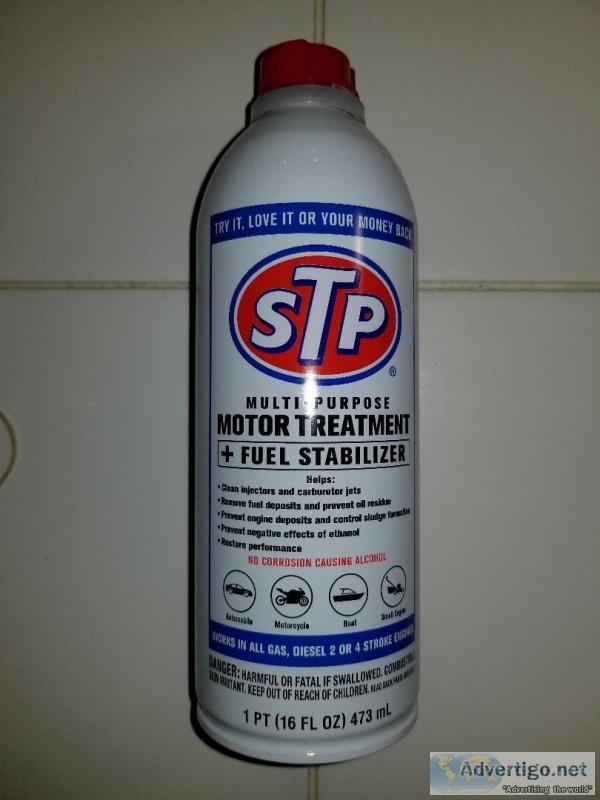 TRY IT, LOVE IT OR YOUR MONEY BACK
STP
®
MULTI-PURPOSE
MOTOR TREATMENT
+ FUEL STABILIZER
Helps:
• Clean injectors and carburetor jets
• Remove fuel deposits and prevent oil residue
• Prevent engine deposits and control sludge formation
• Prevent negative effects of ethanol
• Restore performance
NO CORROSION CAUSING ALCOHOL
Automobile Motorcycle Boat Small Engine
WORKS IN ALL GAS, DIESEL 2 OR 4 STROKE ENGINES
DANGER: HARMFUL OR FATAL IF SWALLOWED. COMBUSTIBLE.
SKIN IRRITANT. KEEP OUT OF REACH OF CHILDREN. READ BACK PANEL
1 PT (16 FL OZ) 473 mL
Advertigo.net
"Advertising the world"